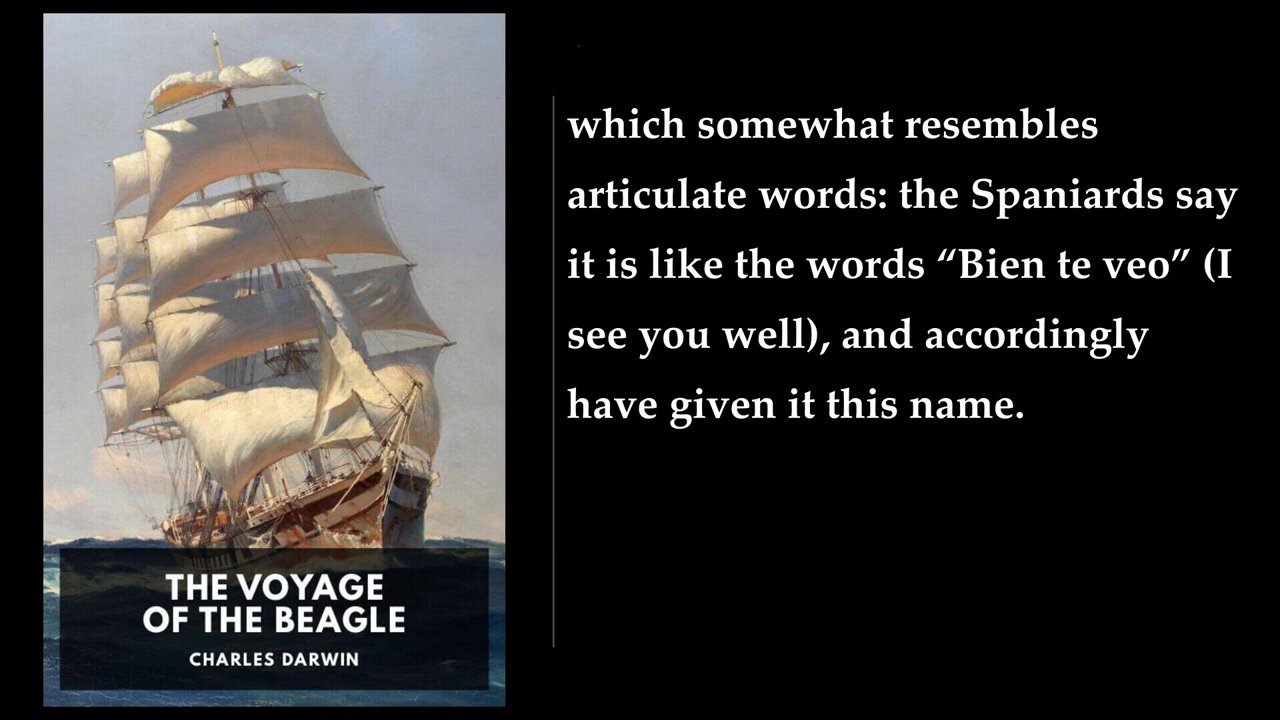 THE VOYAGE
OF THE BEAGLE
CHARLES DARWIN
which somewhat resembles
articulate words: the Spaniards say
it is like the words “Bien te veo” (I
see you well), and accordingly
have given it this name.